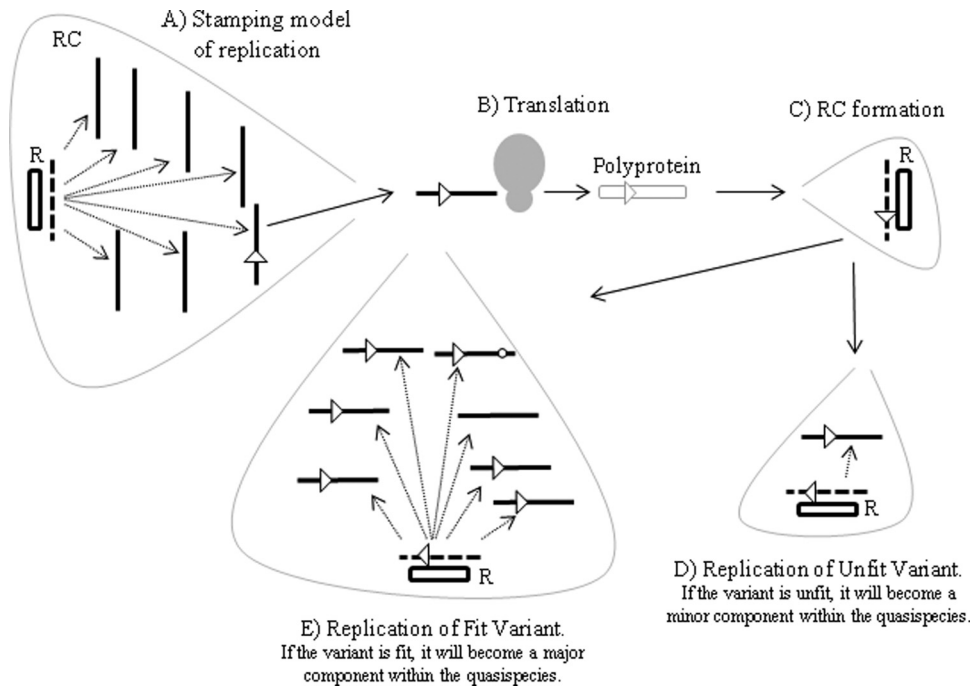 A) Stamping model
of replication
RC
R
B) Translation
Polyprotein
C) RC formation
R
R
E) Replication of Fit Variant.
If the variant is fit, it will become a major
component within the quasispecies.
R
D) Replication of Unfit Variant.
If the variant is unfit, it will become a
minor component within the quasispecies.